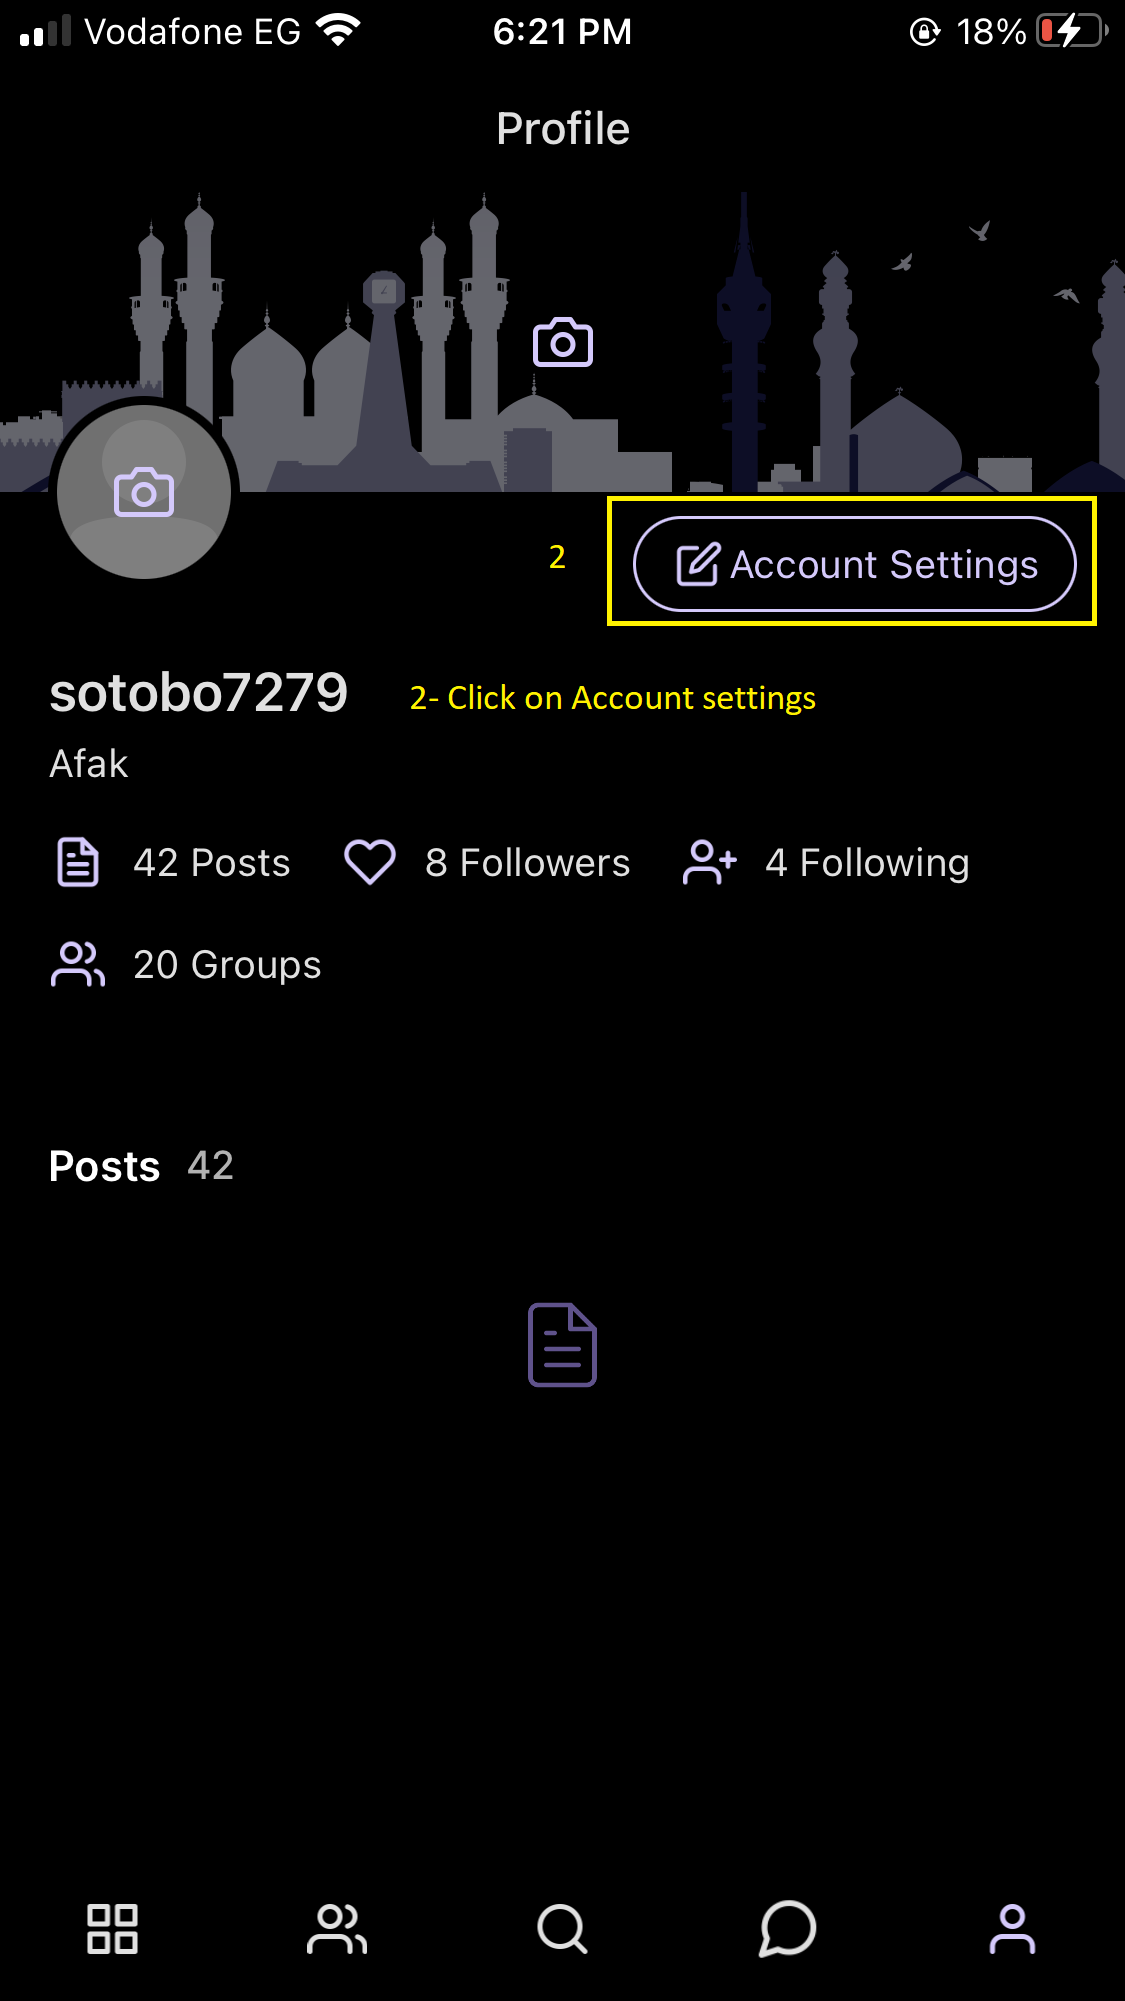 Vodafone EG 6:21 PM 18%
Profile
2 Account Settings
sotobo7279 2- Click on Account settings
Afak
42 Posts 8 Followers 4 Following
20 Groups
Posts 42